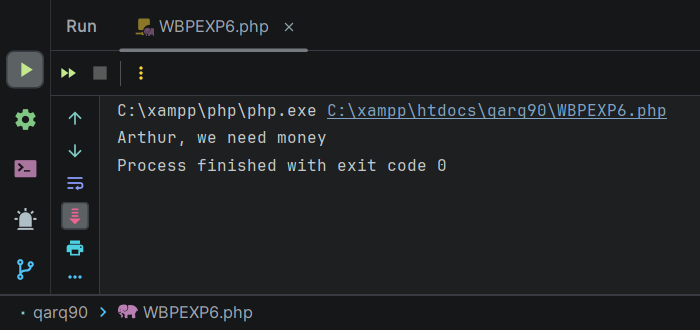 Run WBPEXP6.php
C:\xampp\php\php.exe C:\xampp\htdocs\qarq90\WBPEXP6.php
Arthur, we need money
Process finished with exit code 0
qarq90 > WBPEXP6.php